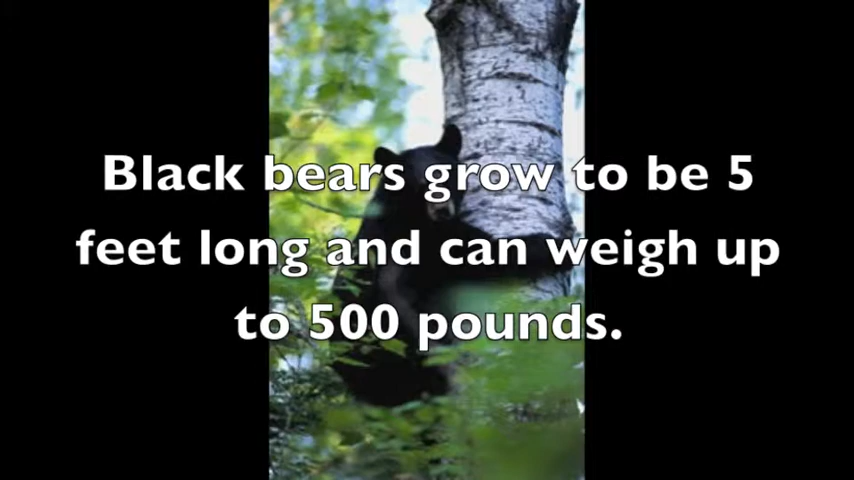 Black bears grow to be 5
feet long and can weigh up
to 500 pounds.